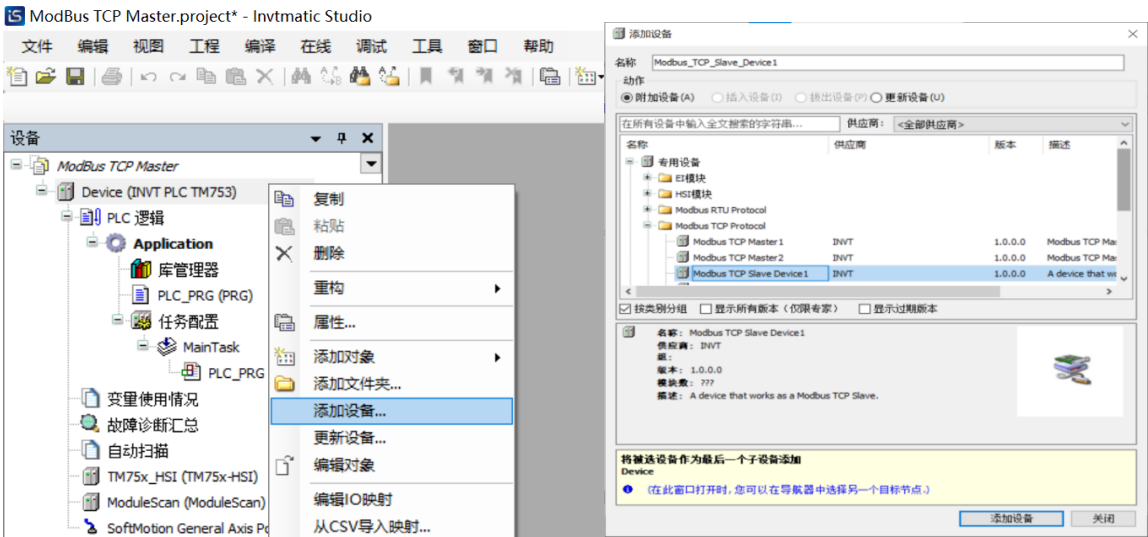 ModBus TCP Master.project* - Invtmatic Studio
文件 编辑 视图 工程 编译 在线 调试 工具 窗口 帮助
设备
ModBus TCP Master
Device (INVT PLC TM753)
PLC 逻辑
Application
库管理器
PLC_PRG (PRG)
任务配置
MainTask
PLC_PRG
变量使用情况
故障诊断汇总
自动扫描
TM75x_HSI (TM75x-HSI)
ModuleScan (ModuleScan)
SoftMotion General Axis Po
复制
粘贴
删除
重构
属性...
添加对象
添加文件夹...
添加设备...
更新设备...
编辑对象
编辑IO映射
从CSV导入映射...
添加设备
名称 Modbus_TCP_Slave_Device1
动作
附加设备(A) 插入设备(I) 拔出设备(P) 更新设备(U)
在所有设备中输入全文搜索的字符串... 供应商: <全部供应商>
名称 供应商 版本 描述
专用设备
EI模块
HSI模块
Modbus RTU Protocol
Modbus TCP Protocol
Modbus TCP Master1 INVT 1.0.0.0 Modbus TCP Mas
Modbus TCP Master2 INVT 1.0.0.0 Modbus TCP Mas
Modbus TCP Slave Device1 INVT 1.0.0.0 A device that wo
按类别分组 显示所有版本（仅限专家） 显示过期版本
名称: Modbus TCP Slave Device1
供应商: INVT
组:
版本: 1.0.0.0
模块数: ???
描述: A device that works as a Modbus TCP Slave.
将被选设备作为最后一个子设备添加
Device
(在此窗口打开时,您可以在导航器中选择另一个目标节点.)
添加设备 关闭